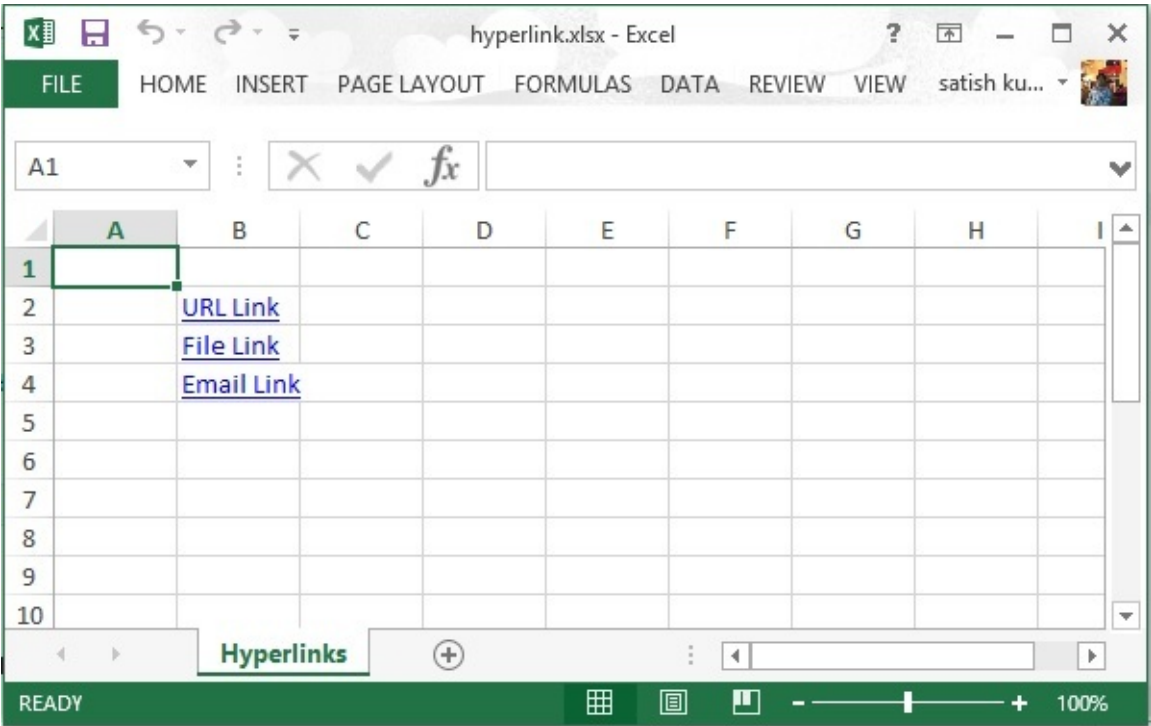 hyperlink.xlsx - Excel
?
FILE HOME INSERT PAGE LAYOUT FORMULAS DATA REVIEW VIEW satish ku...
A1 fx
A B C D E F G H I
1
2 URL Link
3 File Link
4 Email Link
5
6
7
8
9
10
Hyperlinks
READY 100%